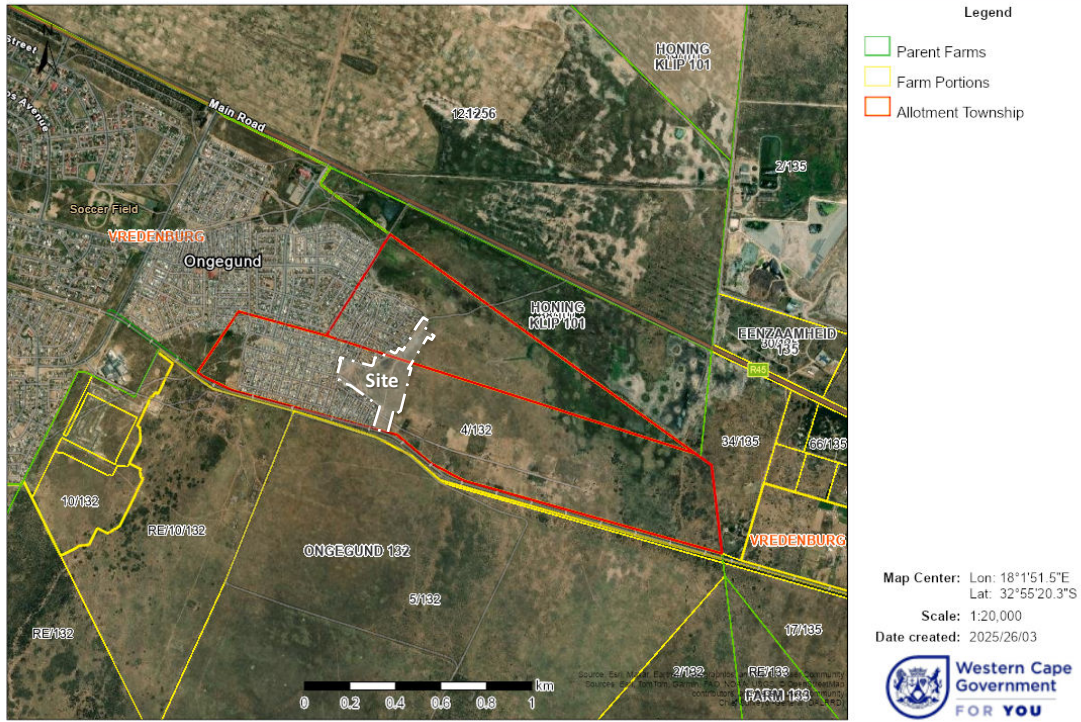 Street
os Avenue
N
Main Road
HONING
KLIP 101
2/135
Soccer Field
VREDENBURG
Ongegund
HONING
KLIP 101
EENZAAMHEID
135
R45
Site
4/132
34/135
66/135
10/132
RE/10/132
VREDENBURG
ONGEGUND 132
5/132
RE/132
17/135
2/132
RE/133
FARM 133
km
0 0.2 0.4 0.6 0.8 1
Legend
Parent Farms
Farm Portions
Allotment Township
Map Center: Lon: 18°1'51.5"E
Lat: 32°55'20.3"S
Scale: 1:20,000
Date created: 2025/26/03
Western Cape
Government
FOR YOU